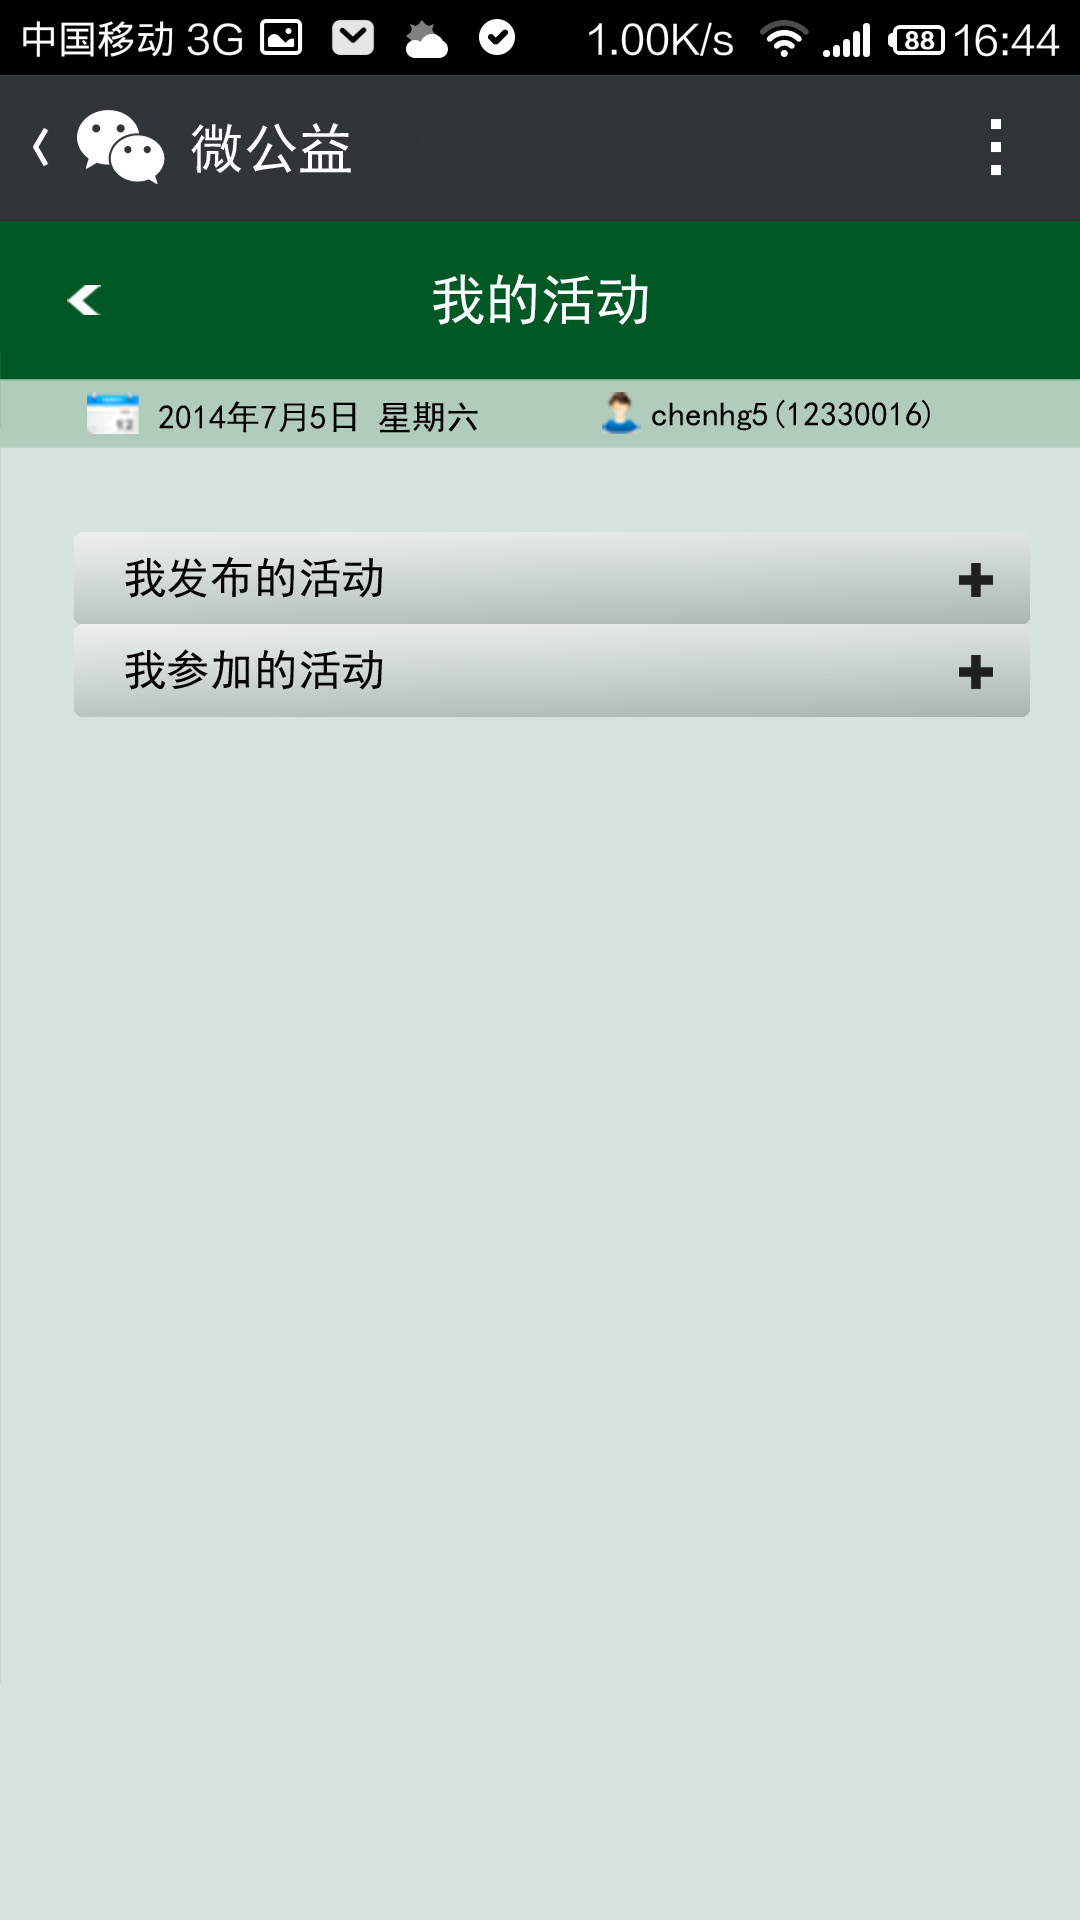 中国移动 3G 1.00K/s 88 16:44
微公益
我的活动
2014年7月5日 星期六 chenhg5(12330016)
我发布的活动
我参加的活动